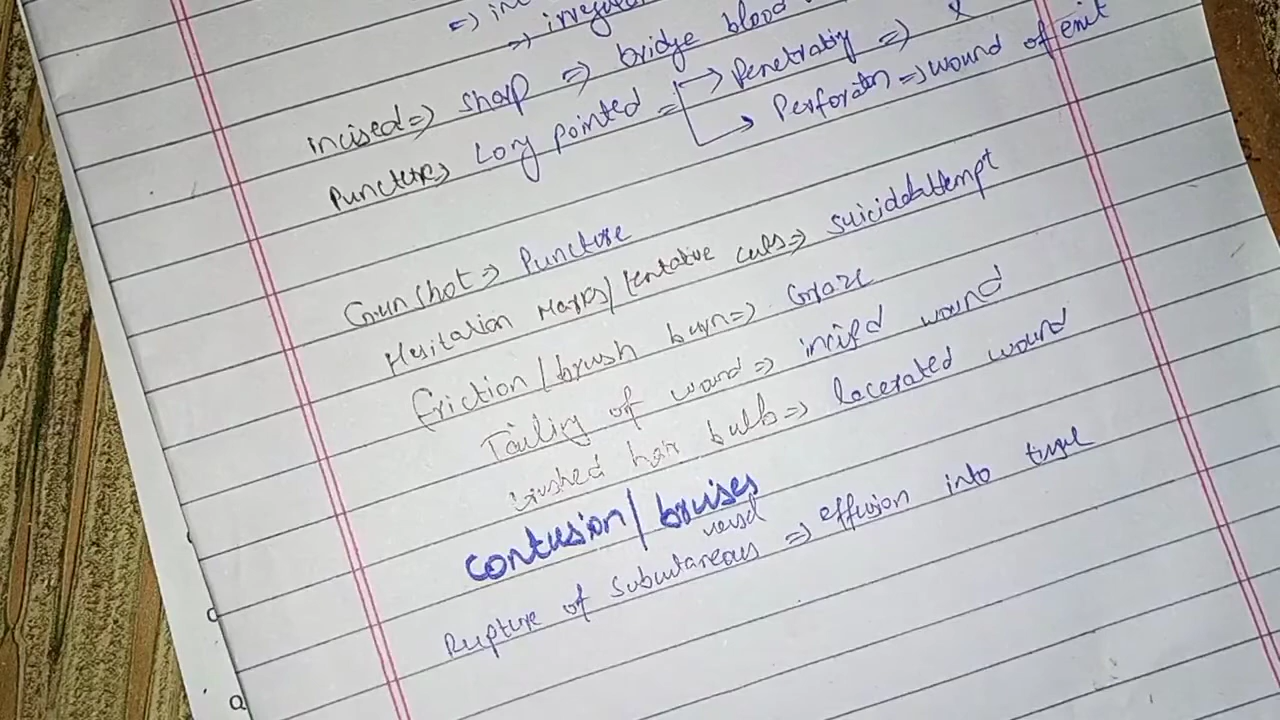 =) irregular
incised=) sharp =) bridge blood
Puncture=) Long pointed = → Penetrating =) x
→ Perforation =) wound of exit
Gunshot =) Puncture
Hesitation Marks/tentative cuts=) suicidal attempt
friction/brush burn=) Graze
Tailing of wound =) incised wound
crushed hair bulb=) lacerated wound
contusion/bruises
Rupture of subcutaneous vessel =) effusion into tissue